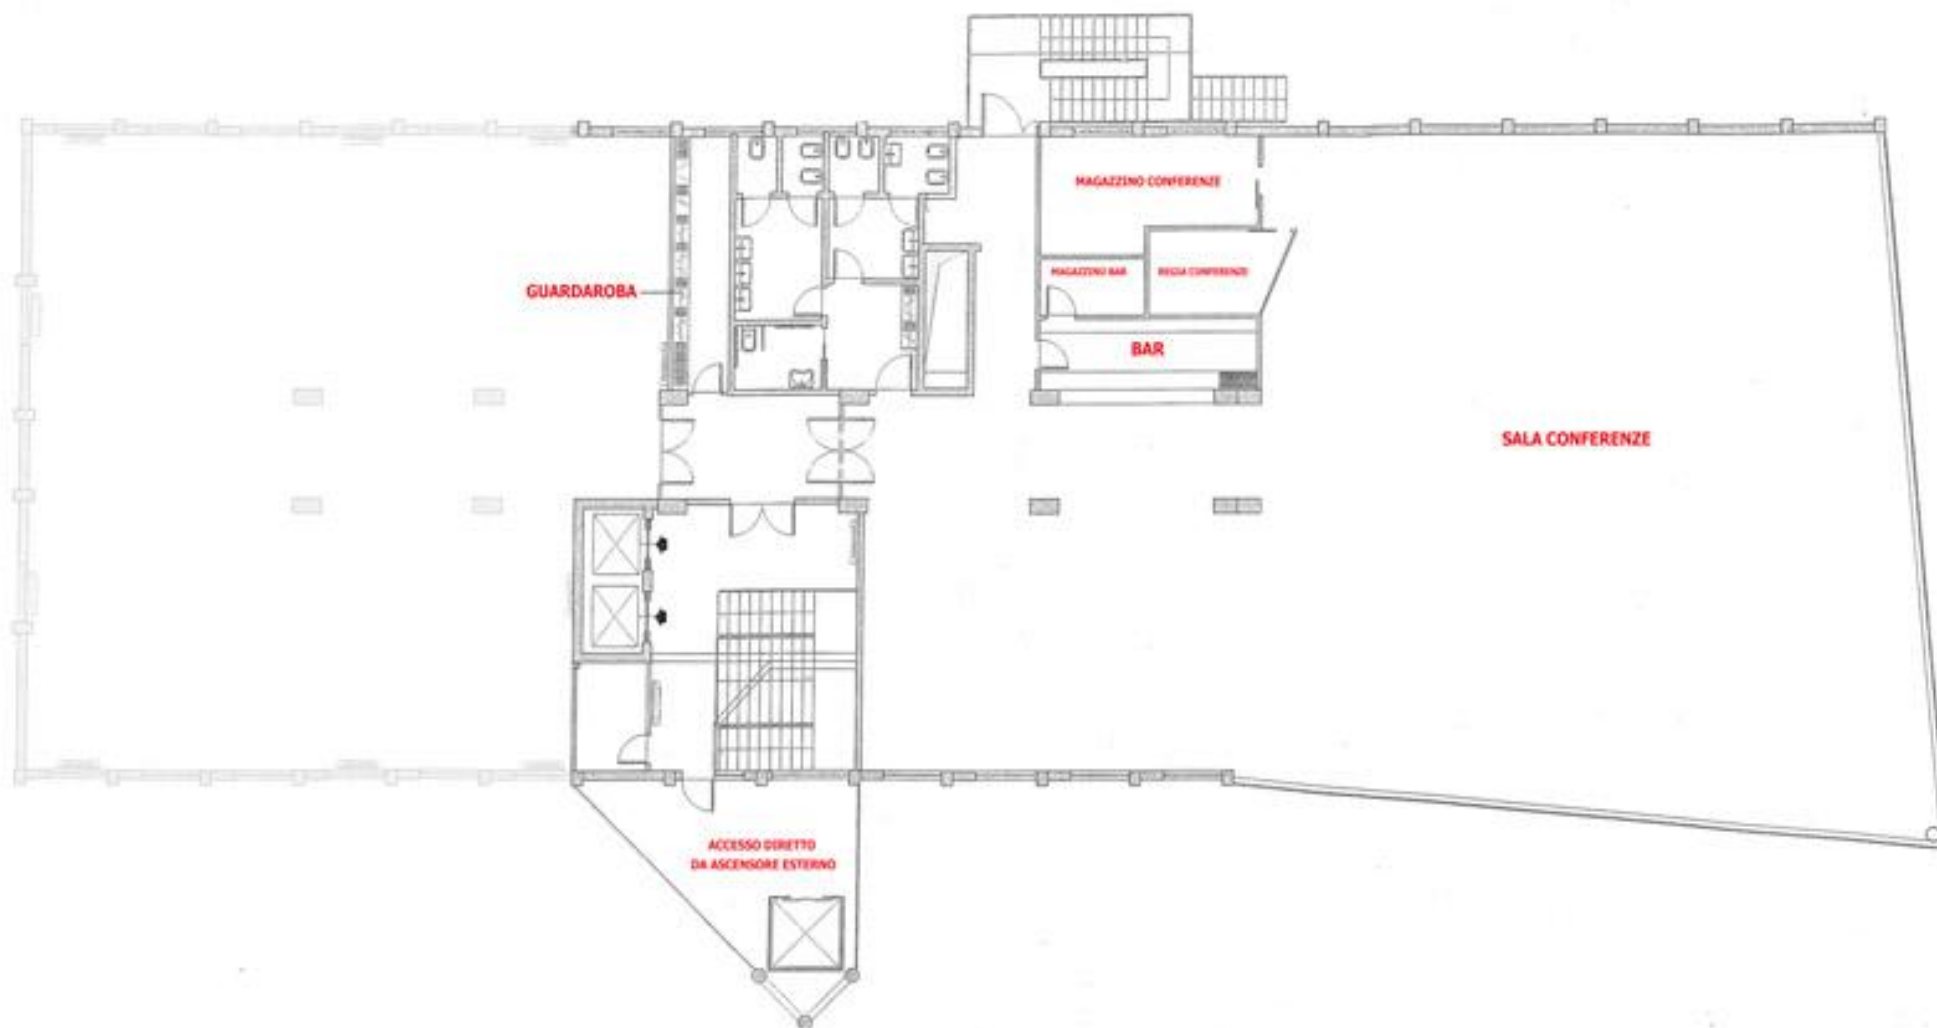 MAGAZZINO CONFERENZE
MAGAZZINO BAR
REGIA CONFERENZE
GUARDAROBA
BAR
SALA CONFERENZE
ACCESSO DIRETTO
DA ASCENSORE ESTERNO